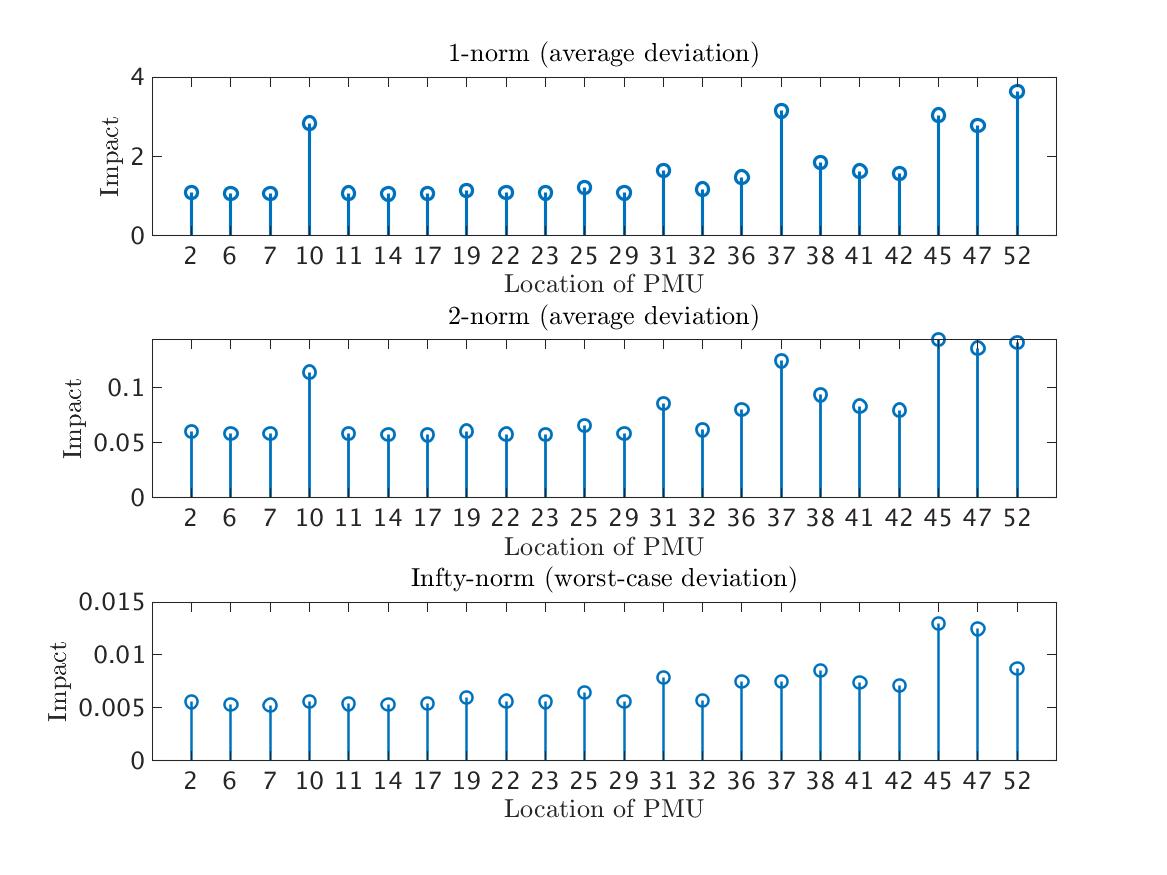 1-norm (average deviation)
4
2
0
Impact
2 6 7 10 11 14 17 19 22 23 25 29 31 32 36 37 38 41 42 45 47 52
Location of PMU
2-norm (average deviation)
0.1
0.05
0
Impact
2 6 7 10 11 14 17 19 22 23 25 29 31 32 36 37 38 41 42 45 47 52
Location of PMU
Infty-norm (worst-case deviation)
0.015
0.01
0.005
0
Impact
2 6 7 10 11 14 17 19 22 23 25 29 31 32 36 37 38 41 42 45 47 52
Location of PMU